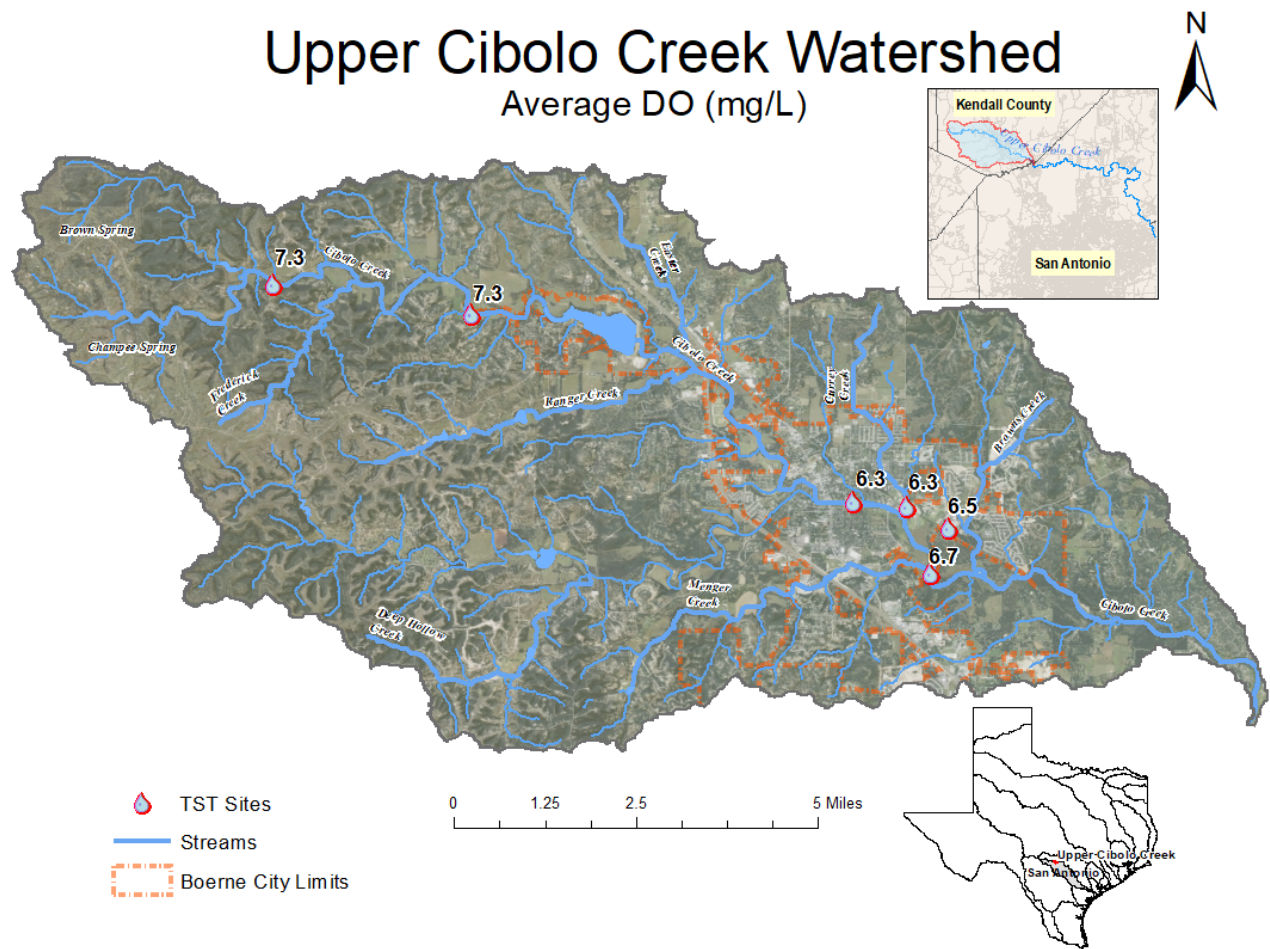 Upper Cibolo Creek Watershed
Average DO (mg/L)
N
Kendall County
Upper Cibolo Creek
San Antonio
Brown Spring
7.3
Cibolo Creek
7.3
Easter
Creek
Champee Spring
Frederick
Creek
Ranger Creek
Cibolo Creek
Currey
Creek
Browns Creek
6.3
6.3
6.5
6.7
Menger
Creek
Deep Hollow
Creek
Cibolo Creek
TST Sites
Streams
Boerne City Limits
0 1.25 2.5 5 Miles
Upper Cibolo Creek
San Antonio